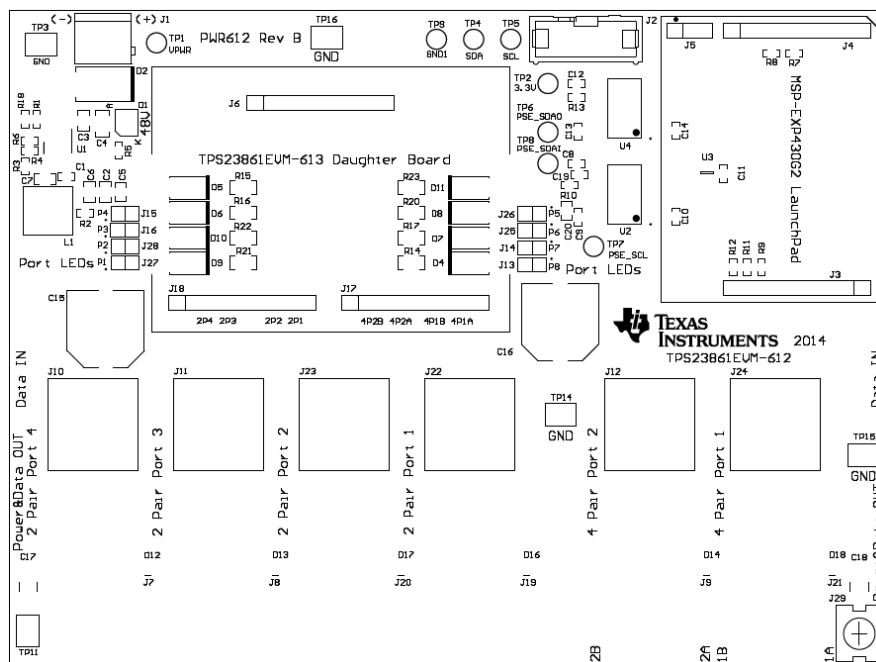 (-) (+) J1
TP3
GND
TP1
VPWR
PWR612 Rev B
TP16
GND
TP9 TP4 TP5
GND1 SDA SCL
J2
J5 J4
D2
R8 R7
J6
TP2
3.3V
C12
R13
TP6
PSE_SDAO
TP8
PSE_SDAI
C13
C8
C19
R10
C20 C9
U4
U2
TP7
PSE_SCL
C14
C10
U3
C11
MSP-EXP430G2 LaunchPad
R12 R11 R9
J3
R18 R1
R6
R3
R4
C7
C1
U1
C3
C4
A
D1
48V
K
R5
C6 C2 C5
R2
L1
TPS23861EVM-613 Daughter Board
D5 R15
D6 R16
D10 R22
D9 R21
R23 D11
R20 D8
R17 D7
R14 D4
P4 J15
P3 J16
P2 J28
P1 J27
Port LEDs
J26 P5
J25 P6
J14 P7
J13 P8
Port LEDs
J18
2P4 2P3 2P2 2P1
J17
4P2B 4P2A 4P1B 4P1A
C15
C16
TEXAS
INSTRUMENTS 2014
TPS23861EVM-612
Data IN
Data IN
J10 J11 J23 J22 J12 J24
TP14
GND
TP15
GND
Power&Data OUT
2 Pair Port 4
2 Pair Port 3
2 Pair Port 2
2 Pair Port 1
4 Pair Port 2
4 Pair Port 1
C17 D12 D13 D17 D16 D14 D18 C18
J7 J8 J20 J19 J9 J21
J29
TP11
2B 2A 1B 1A